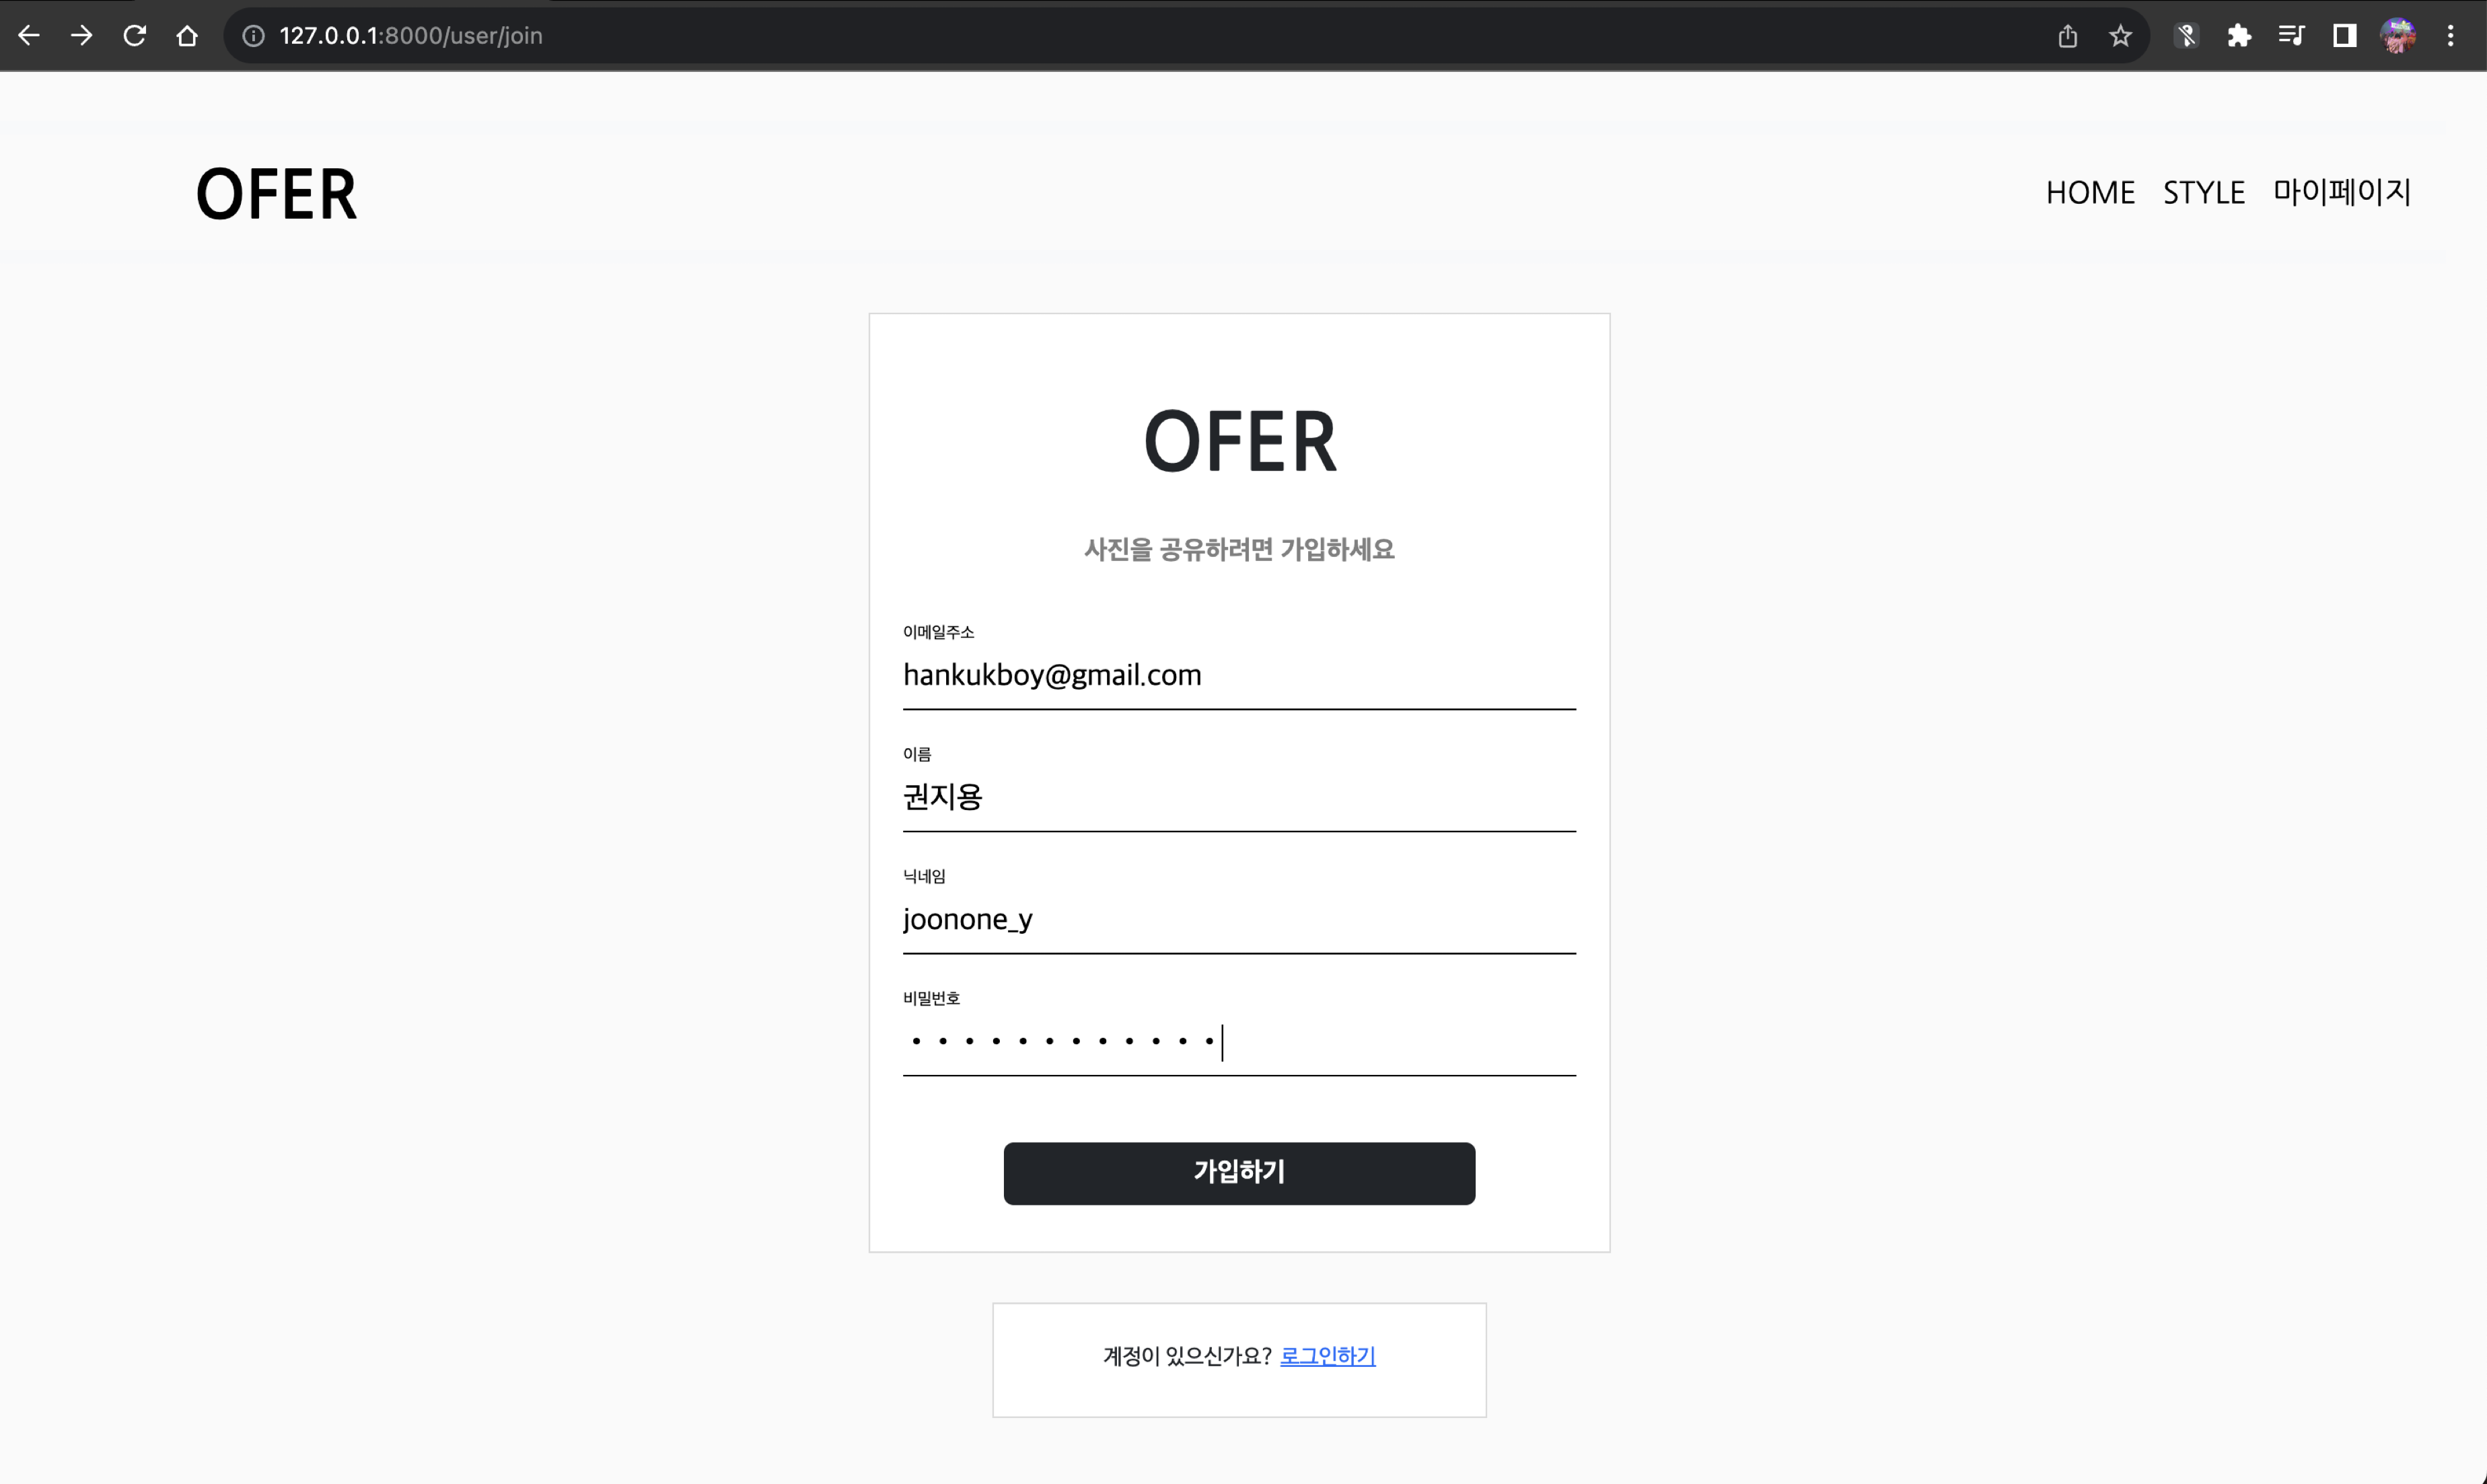 127.0.0.1:8000/user/join
OFER
HOME STYLE 마이페이지
OFER
사진을 공유하려면 가입하세요
이메일주소
hankukboy@gmail.com
이름
권지용
닉네임
joonone_y
비밀번호
••••••••••••
가입하기
계정이 있으신가요? 로그인하기